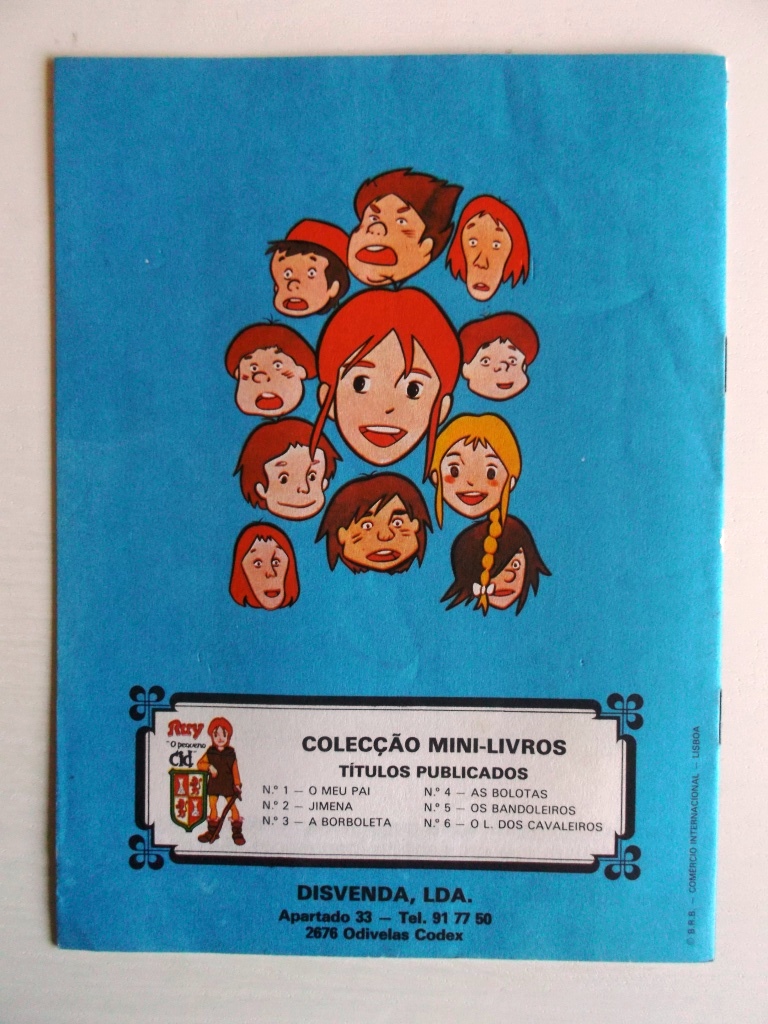 Ruy
"O pequeno
Cid"
COLECÇÃO MINI-LIVROS
TÍTULOS PUBLICADOS
N.º 1 — O MEU PAI
N.º 2 — JIMENA
N.º 3 — A BORBOLETA
N.º 4 — AS BOLOTAS
N.º 5 — OS BANDOLEIROS
N.º 6 — O L. DOS CAVALEIROS
DISVENDA, LDA.
Apartado 33 — Tel. 91 77 50
2676 Odivelas Codex
© B.R.B. — COMERCIO INTERNACIONAL — LISBOA